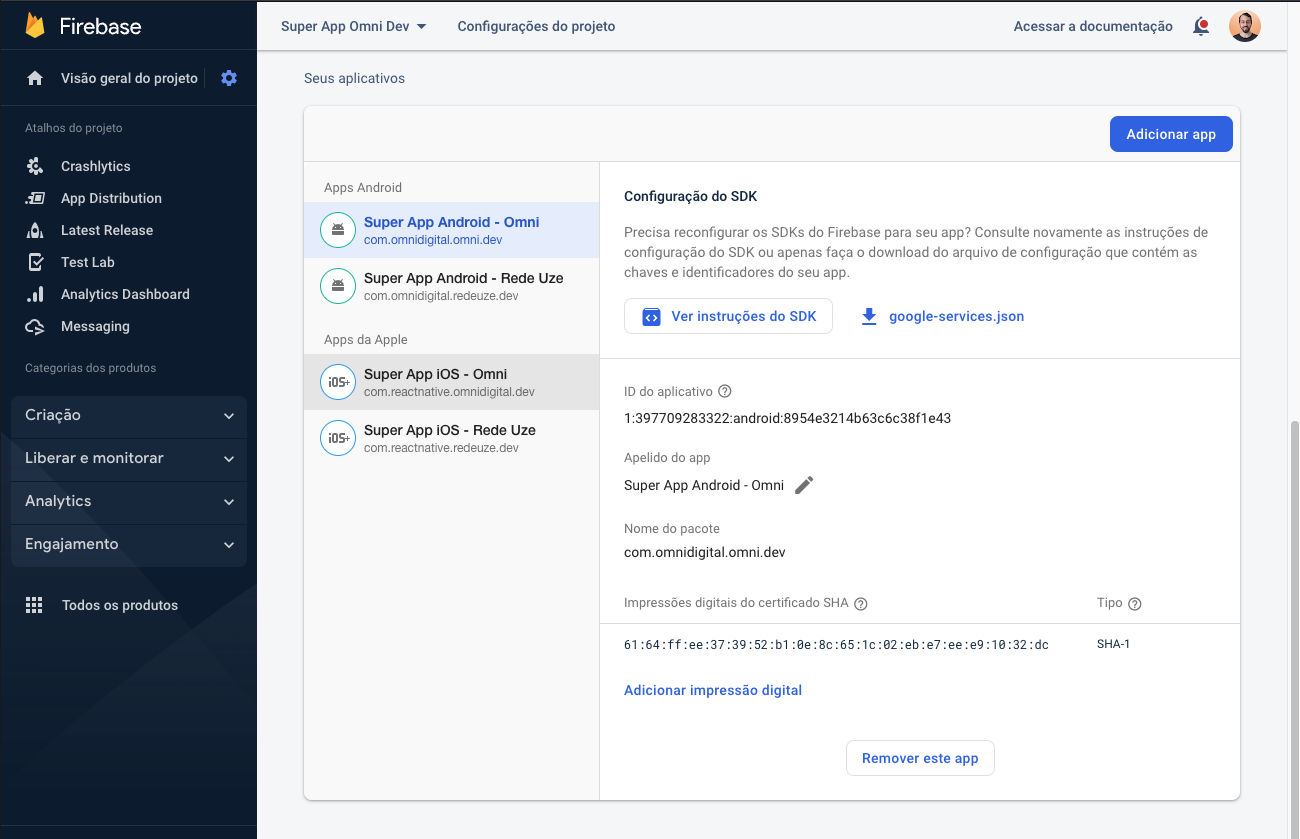 Firebase
Super App Omni Dev
Configurações do projeto
Acessar a documentação
Visão geral do projeto
Atalhos do projeto
Crashlytics
App Distribution
Latest Release
Test Lab
Analytics Dashboard
Messaging
Categorias dos produtos
Criação
Liberar e monitorar
Analytics
Engajamento
Todos os produtos
Seus aplicativos
Adicionar app
Apps Android
Super App Android - Omni
com.omnidigital.omni.dev
Super App Android - Rede Uze
com.omnidigital.redeuze.dev
Apps da Apple
iOS+
Super App iOS - Omni
com.reactnative.omnidigital.dev
iOS+
Super App iOS - Rede Uze
com.reactnative.redeuze.dev
Configuração do SDK
Precisa reconfigurar os SDKs do Firebase para seu app? Consulte novamente as instruções de
configuração do SDK ou apenas faça o download do arquivo de configuração que contém as
chaves e identificadores do seu app.
Ver instruções do SDK
google-services.json
ID do aplicativo
1:397709283322:android:8954e3214b63c6c38f1e43
Apelido do app
Super App Android - Omni
Nome do pacote
com.omnidigital.omni.dev
Impressões digitais do certificado SHA
Tipo
61:64:ff:ee:37:39:52:b1:0e:8c:65:1c:02:eb:e7:ee:e9:10:32:dc
SHA-1
Adicionar impressão digital
Remover este app